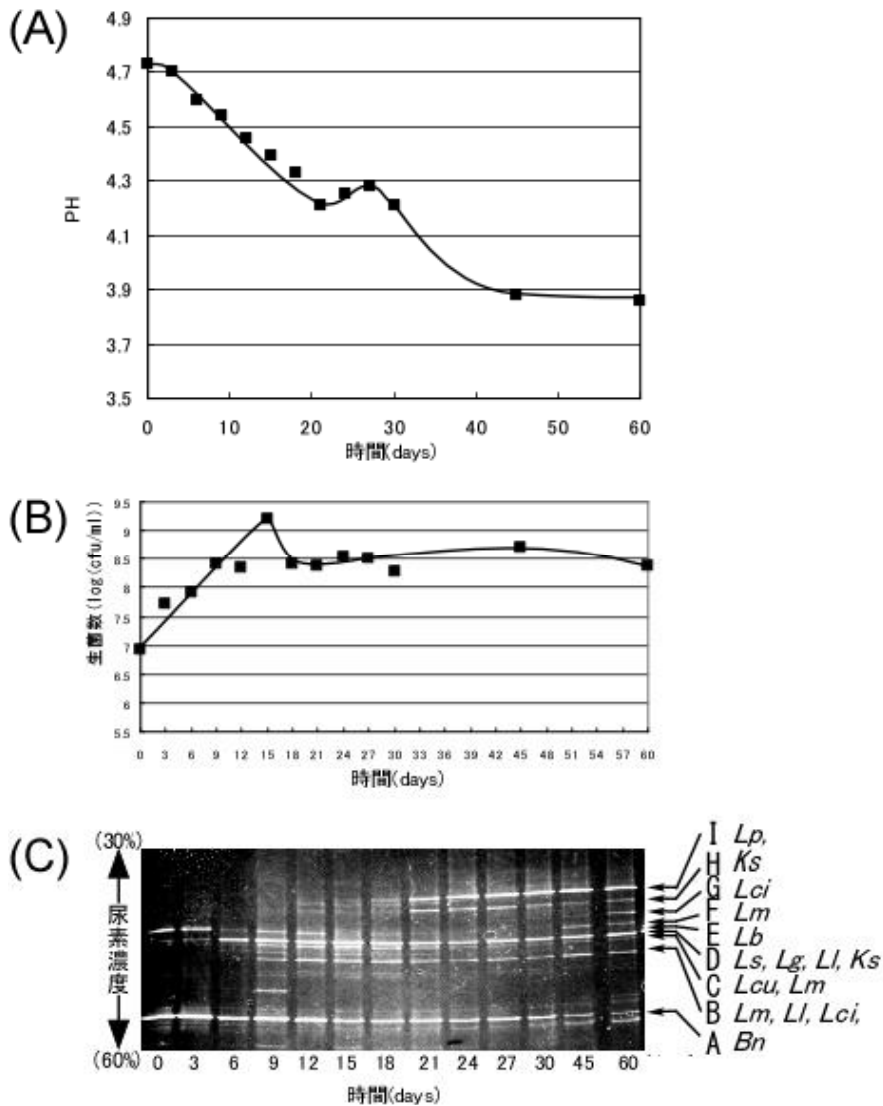 (A)
4.9
4.7
4.5
4.3
4.1
3.9
3.7
3.5
PH
0 10 20 30 40 50 60
時間(days)
(B)
9.5
9
8.5
8
7.5
7
6.5
6
5.5
生菌数(log(cfu/ml))
0 3 6 9 12 15 18 21 24 27 30 33 36 39 42 45 48 51 54 57 60
時間(days)
(C)
(30%)
尿素濃度
(60%)
I Lp,
H Ks
G Lci
F Lm
E Lb
D Ls, Lg, Ll, Ks
C Lcu, Lm
B Lm, Ll, Lci,
A Bn
0 3 6 9 12 15 18 21 24 27 30 45 60
時間(days)